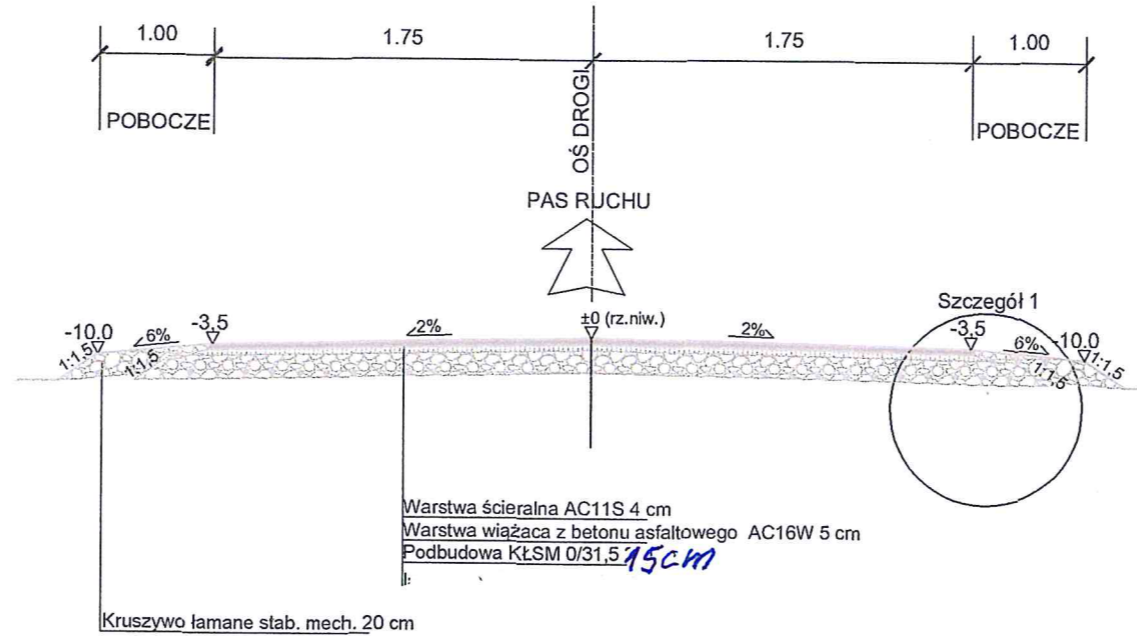 1.00 1.75 1.75 1.00
POBOCZE POBOCZE
OŚ DROGI
PAS RUCHU
Szczegół 1
±0 (rz.niw.)
-10.0 6% -3,5 2% 2% -3,5 6% -10.0
1:1,5 1:1,5 1:1,5 1:1,5
Warstwa ścieralna AC11S 4 cm
Warstwa wiążaca z betonu asfaltowego AC16W 5 cm
Podbudowa KŁSM 0/31,5 15cm
Kruszywo łamane stab. mech. 20 cm